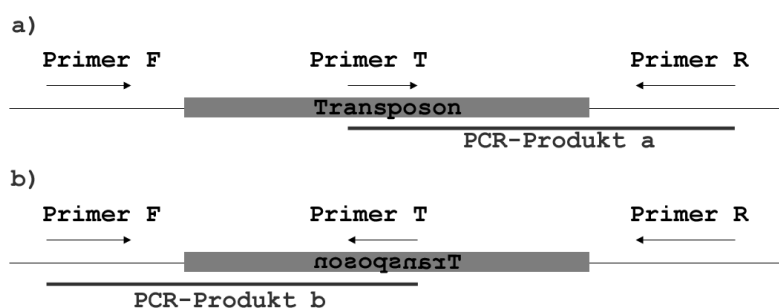 a)
Primer F Primer T Primer R
Transposon
PCR-Produkt a
b)
Primer F Primer T Primer R
Transposon
PCR-Produkt b